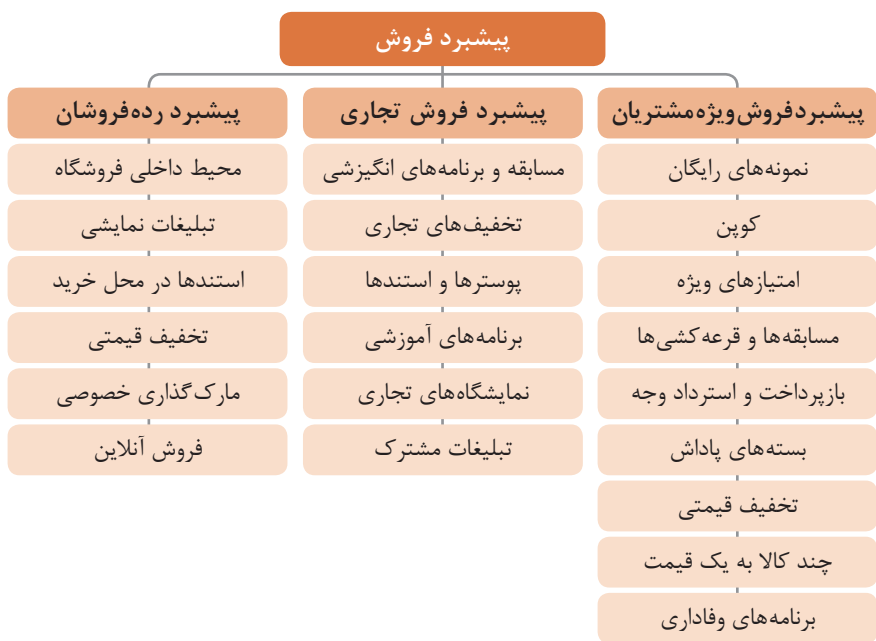 پیشبرد فروش
پیشبردفروش‌ویژه‌مشتریان
نمونه‌های رایگان
کوپن
امتیازهای ویژه
مسابقه‌ها و قرعه‌کشی‌ها
بازپرداخت و استرداد وجه
بسته‌های پاداش
تخفیف قیمتی
چند کالا به یک قیمت
برنامه‌های وفاداری
پیشبرد فروش تجاری
مسابقه و برنامه‌های انگیزشی
تخفیف‌های تجاری
پوسترها و استندها
برنامه‌های آموزشی
نمایشگاه‌های تجاری
تبلیغات مشترک
پیشبرد رده‌فروشان
محیط داخلی فروشگاه
تبلیغات نمایشی
استندها در محل خرید
تخفیف قیمتی
مارک‌گذاری خصوصی
فروش آنلاین